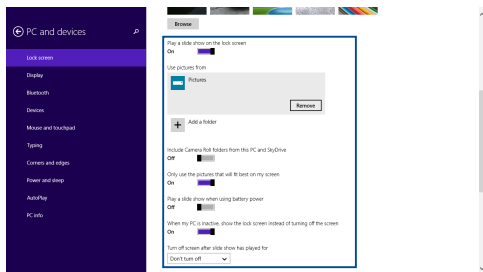 PC and devices
Lock screen
Display
Bluetooth
Devices
Mouse and touchpad
Typing
Corners and edges
Power and sleep
AutoPlay
PC info
Browse
Play a slide show on the lock screen
On
Use pictures from
Pictures
Remove
Add a folder
Include Camera Roll folders from this PC and SkyDrive
Off
Only use the pictures that will fit best on my screen
On
Play a slide show when using battery power
Off
When my PC is inactive, show the lock screen instead of turning off the screen
On
Turn off screen after slide show has played for
Don't turn off